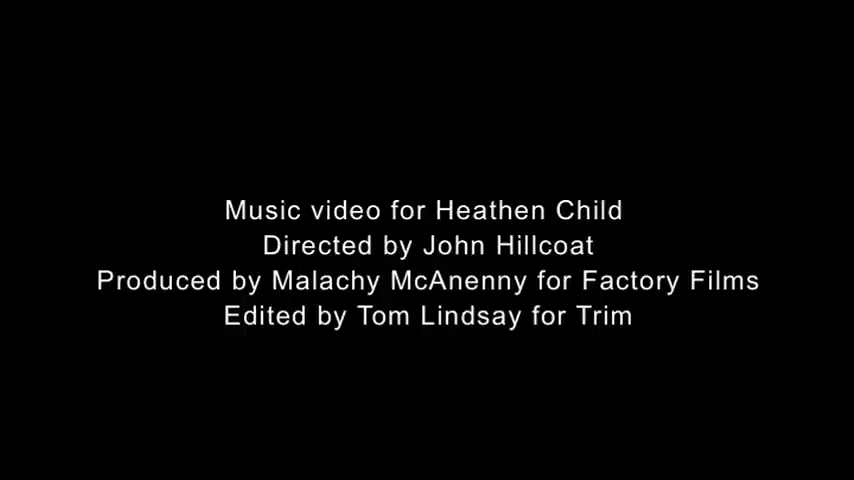 Music video for Heathen Child
Directed by John Hillcoat
Produced by Malachy McAnenny for Factory Films
Edited by Tom Lindsay for Trim